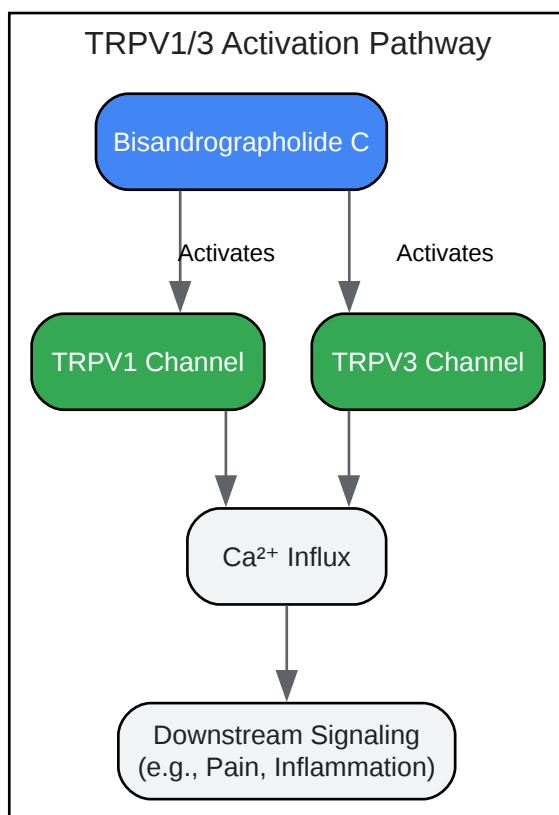 TRPV1/3 Activation Pathway
Bisandrographolide C
Activates
Activates
TRPV1 Channel
TRPV3 Channel
Ca²⁺ Influx
Downstream Signaling
(e.g., Pain, Inflammation)